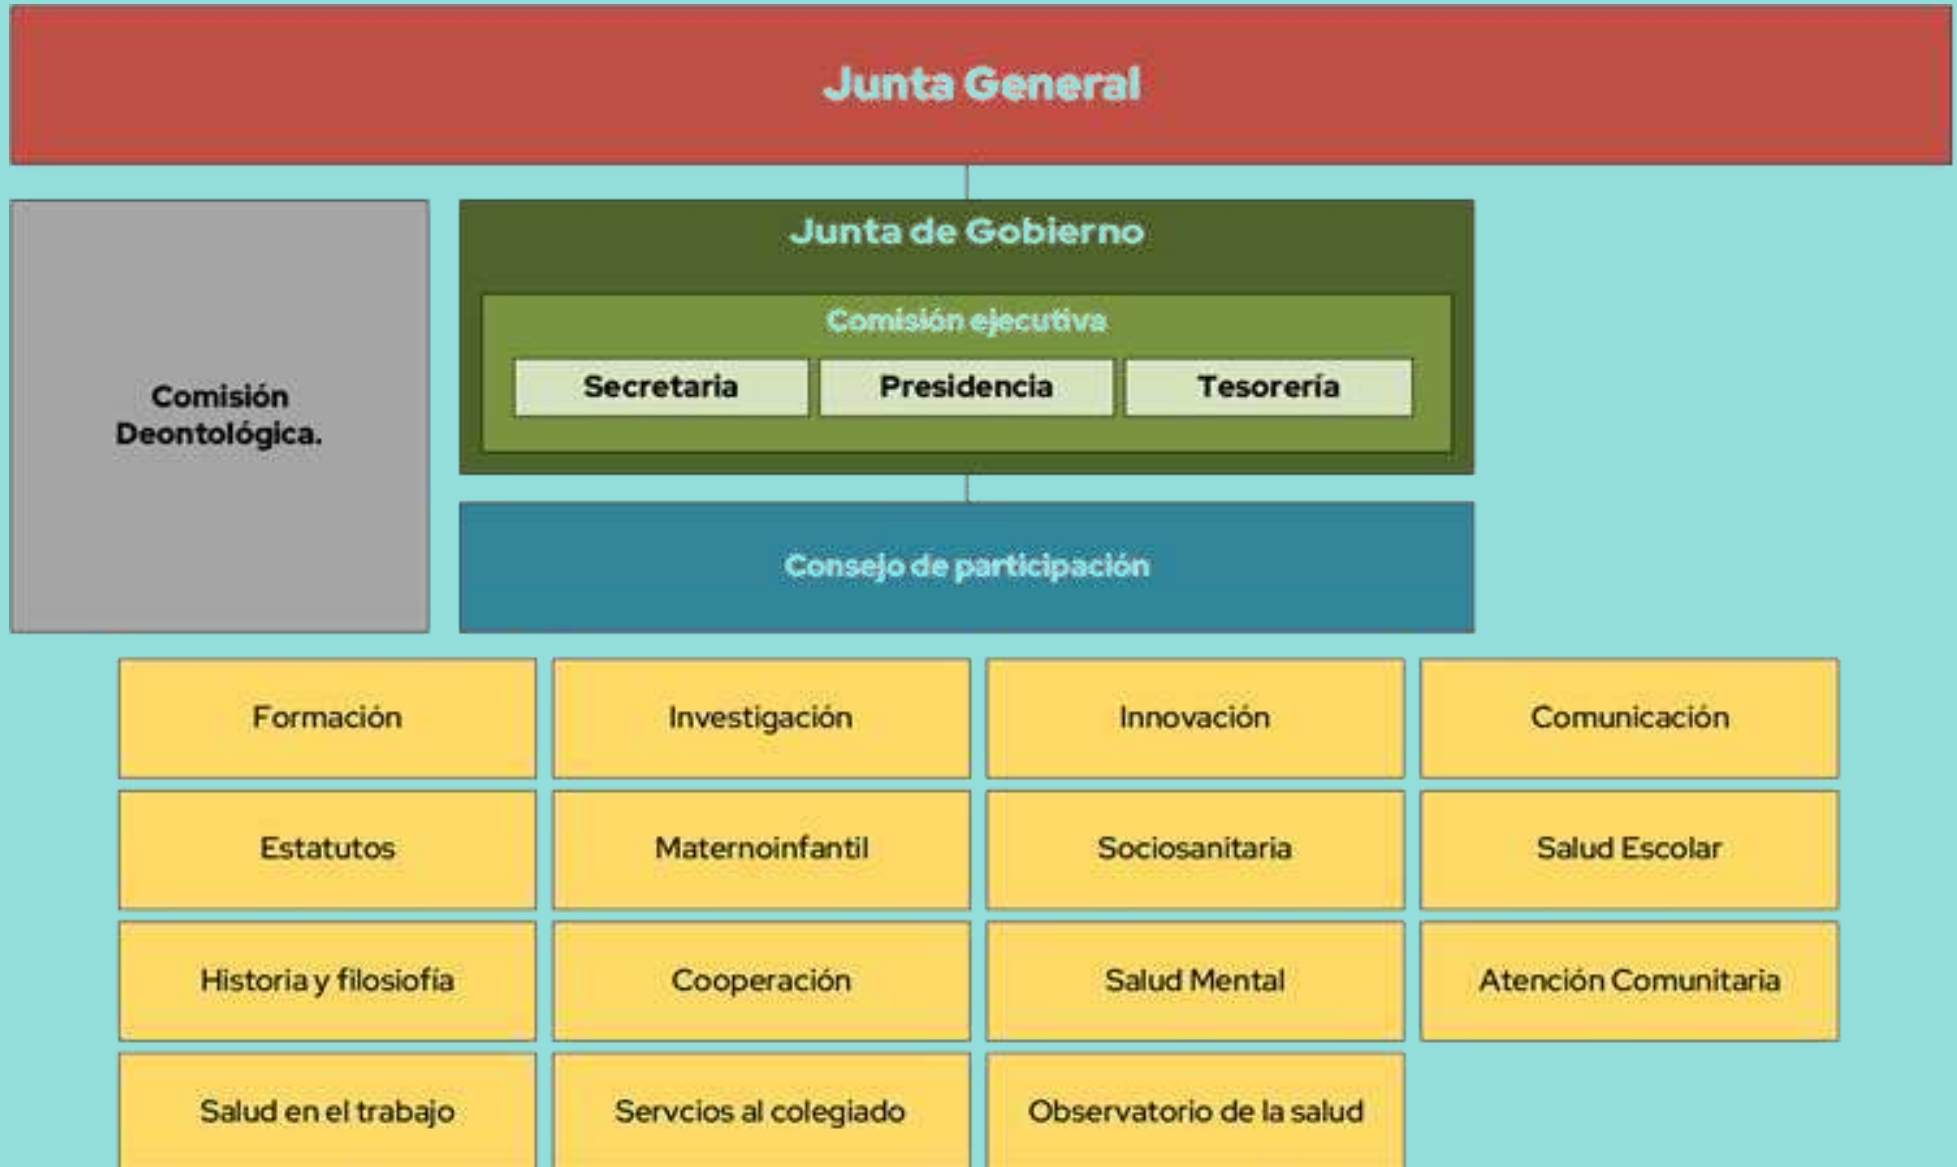 Junta General
Junta de Gobierno
Comisión ejecutiva
Secretaria
Presidencia
Tesorería
Comisión
Deontológica.
Consejo de participación
Formación
Investigación
Innovación
Comunicación
Estatutos
Maternoinfantil
Sociosanitaria
Salud Escolar
Historia y filosiofía
Cooperación
Salud Mental
Atención Comunitaria
Salud en el trabajo
Servcios al colegiado
Observatorio de la salud